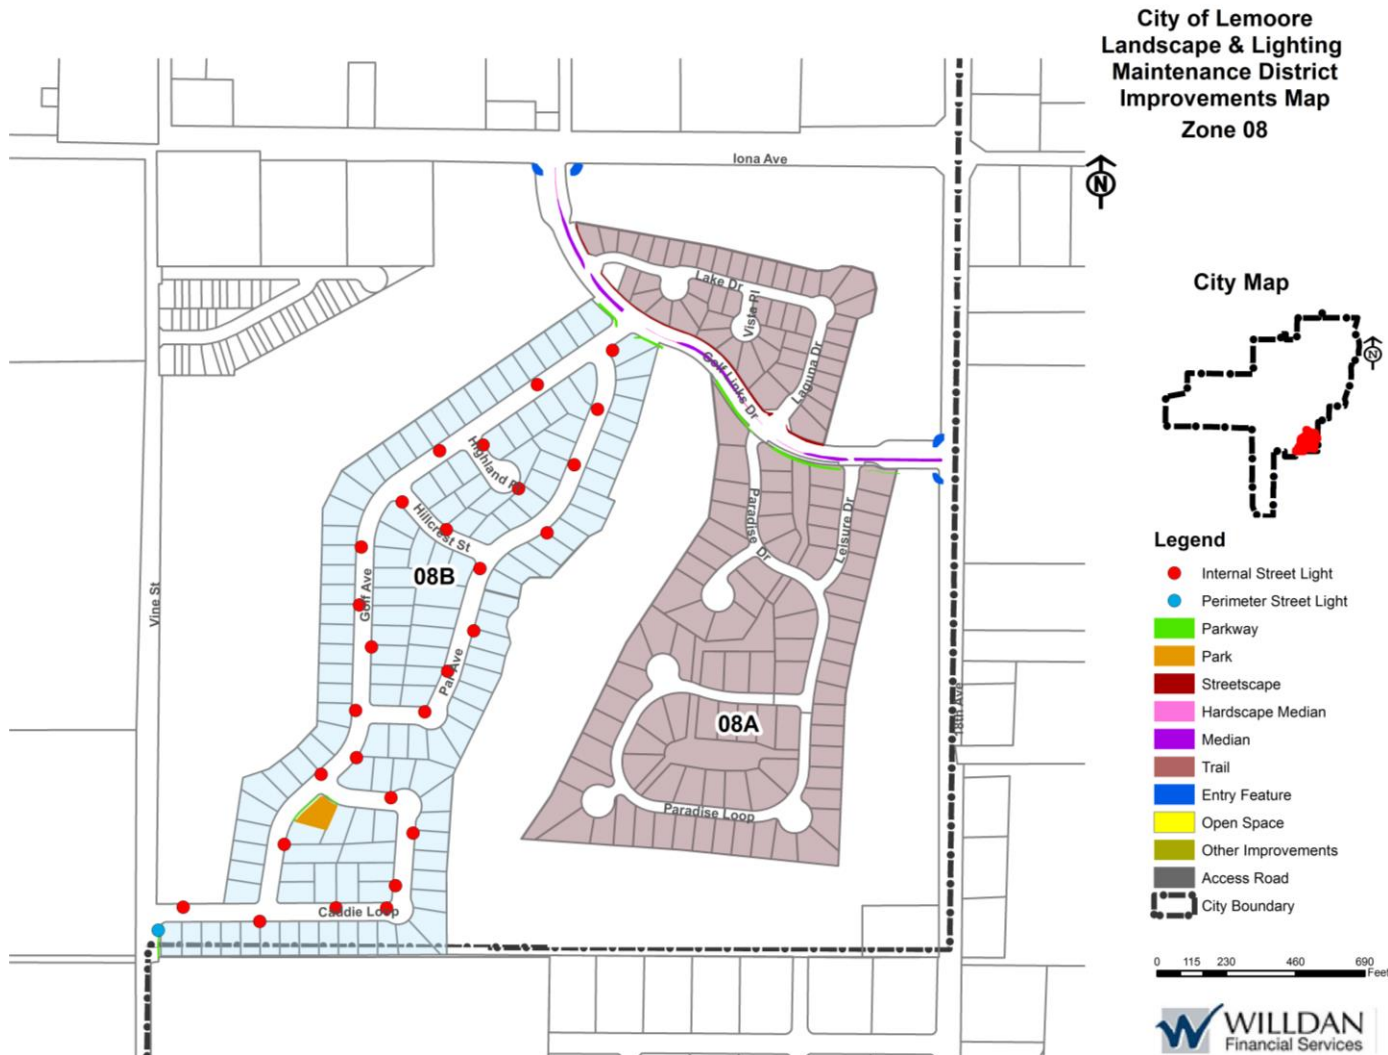 City of Lemoore
Landscape & Lighting
Maintenance District
Improvements Map
Zone 08
Iona Ave
N
Lake Dr
Vista Pl
Golf Links Dr
Laguna Dr
City Map
N
Highland
Hillcrest St
Paradise Dr
Leisure Dr
Vine St
Golf Ave
08B
Par Ave
18th Ave
08A
Paradise Loop
Caddie Loop
Legend
Internal Street Light
Perimeter Street Light
Parkway
Park
Streetscape
Hardscape Median
Median
Trail
Entry Feature
Open Space
Other Improvements
Access Road
City Boundary
0 115 230 460 690
Feet
W WILLDAN
Financial Services